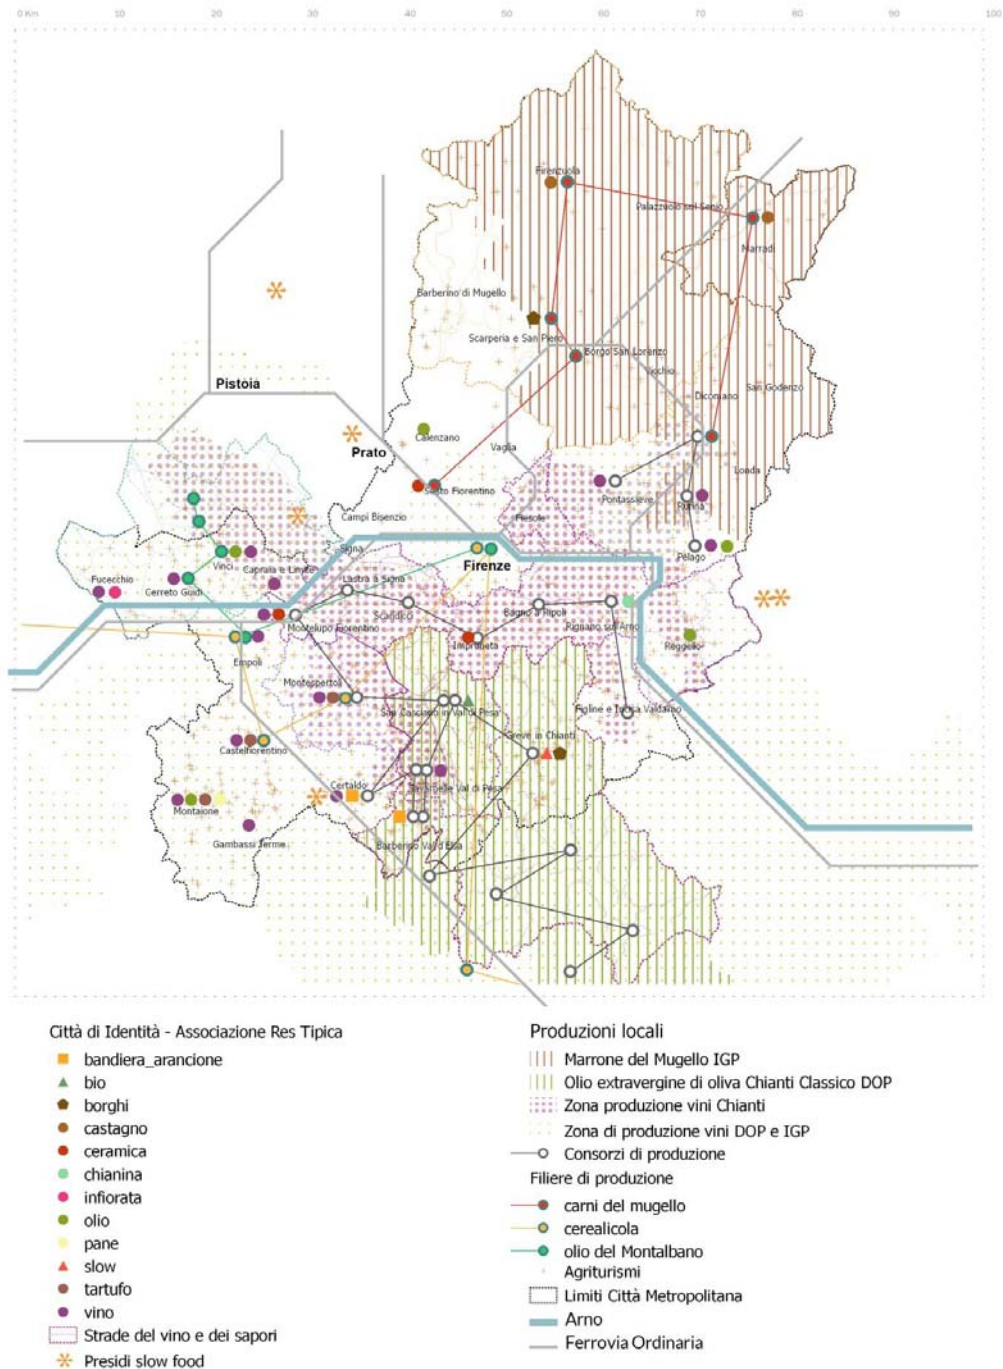 0 Km 10 20 30 40 50 60 70 80 90 100
Firenzuola
Palazzuolo sul Senio
Marradi
Barberino di Mugello
Scarperia e San Piero
Borgo San Lorenzo
Vicchio
Pistoia
Dicomano
San Godenzo
Calenzano
Prato
Vaglia
Londa
Sesto Fiorentino
Pontassieve
Rufina
Campi Bisenzio
Fiesole
Signa
Pelago
Vinci
Firenze
Capraia e Limite
Fucecchio
Lastra a Signa
Cerreto Guidi
Scandicci
Bagno a Ripoli
Rignano sull'Arno
Montelupo Fiorentino
Impruneta
Reggello
Empoli
Montespertoli
San Casciano in Val di Pesa
Figline e Incisa Valdarno
Greve in Chianti
Castelfiorentino
Certaldo
Tavarnelle Val di Pesa
Montaione
Gambassi Terme
Barberino Val d'Elsa
Città di Identità - Associazione Res Tipica
bandiera_arancione
bio
borghi
castagno
ceramica
chianina
infiorata
olio
pane
slow
tartufo
vino
Strade del vino e dei sapori
Presidi slow food
Produzioni locali
Marrone del Mugello IGP
Olio extravergine di oliva Chianti Classico DOP
Zona produzione vini Chianti
Zona di produzione vini DOP e IGP
Consorzi di produzione
Filiere di produzione
carni del mugello
cerealicola
olio del Montalbano
Agriturismi
Limiti Città Metropolitana
Arno
Ferrovia Ordinaria